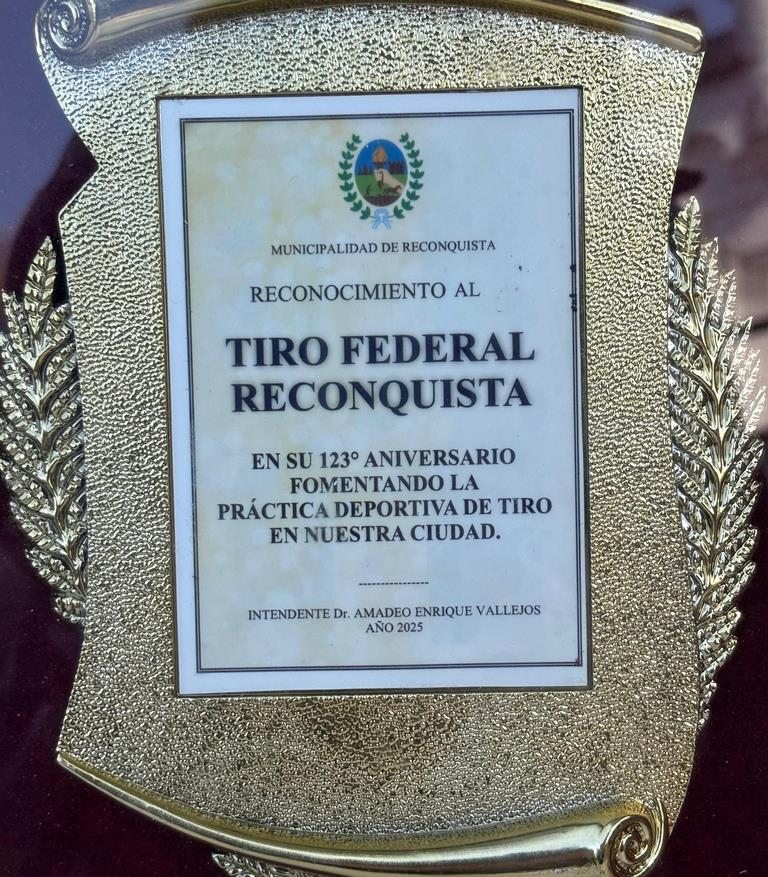 MUNICIPALIDAD DE RECONQUISTA
RECONOCIMIENTO AL
TIRO FEDERAL
RECONQUISTA
EN SU 123° ANIVERSARIO
FOMENTANDO LA
PRÁCTICA DEPORTIVA DE TIRO
EN NUESTRA CIUDAD.
----------------
INTENDENTE Dr. AMADEO ENRIQUE VALLEJOS
AÑO 2025